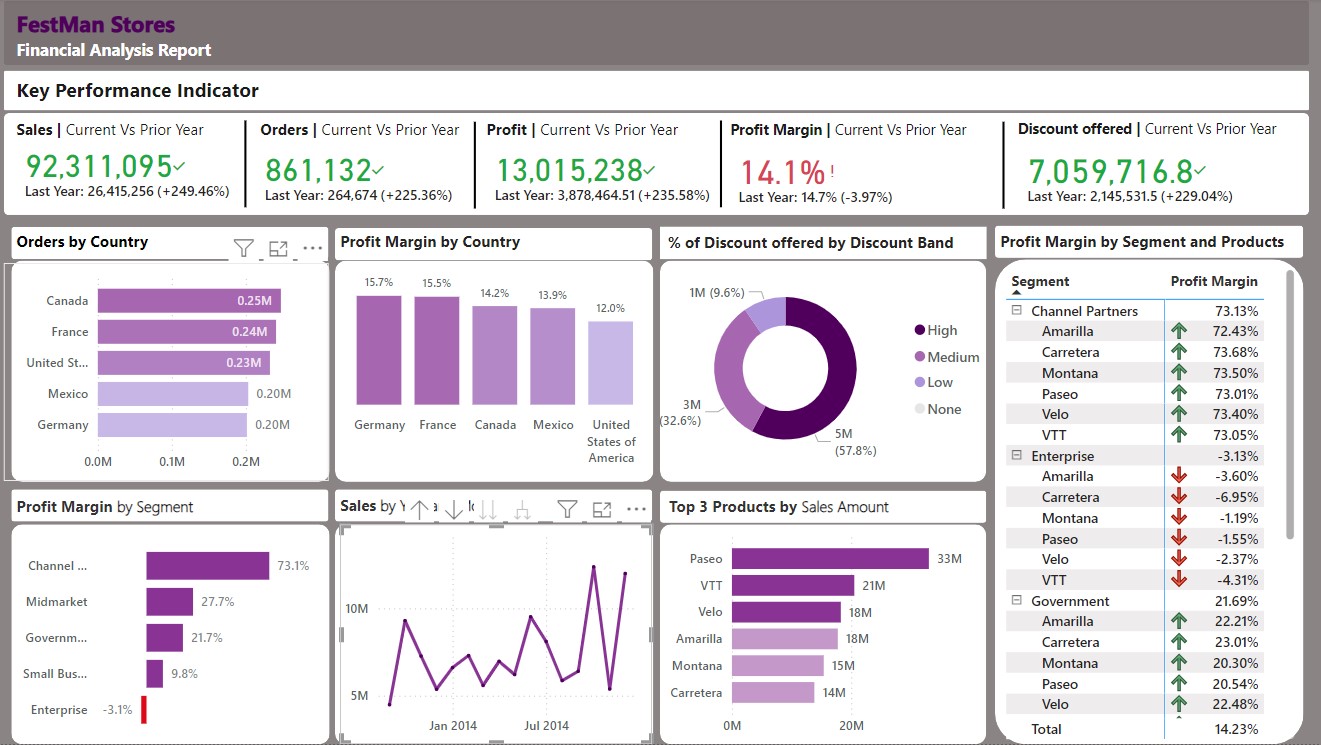 FestMan Stores
Financial Analysis Report
Key Performance Indicator
Sales | Current Vs Prior Year
92,311,095
Last Year: 26,415,256 (+249.46%)
Orders | Current Vs Prior Year
861,132
Last Year: 264,674 (+225.36%)
Profit | Current Vs Prior Year
13,015,238
Last Year: 3,878,464.51 (+235.58%)
Profit Margin | Current Vs Prior Year
14.1% !
Last Year: 14.7% (-3.97%)
Discount offered | Current Vs Prior Year
7,059,716.8
Last Year: 2,145,531.5 (+229.04%)
Orders by Country
Canada 0.25M
France 0.24M
United St... 0.23M
Mexico 0.20M
Germany 0.20M
0.0M 0.1M 0.2M
Profit Margin by Country
15.7% 15.5% 14.2% 13.9% 12.0%
Germany France Canada Mexico United
States of
America
% of Discount offered by Discount Band
1M (9.6%)
3M
(32.6%)
5M
(57.8%)
High
Medium
Low
None
Profit Margin by Segment and Products
Segment Profit Margin
Channel Partners 73.13%
Amarilla 72.43%
Carretera 73.68%
Montana 73.50%
Paseo 73.01%
Velo 73.40%
VTT 73.05%
Enterprise -3.13%
Amarilla -3.60%
Carretera -6.95%
Montana -1.19%
Paseo -1.55%
Velo -2.37%
VTT -4.31%
Government 21.69%
Amarilla 22.21%
Carretera 23.01%
Montana 20.30%
Paseo 20.54%
Velo 22.48%
Total 14.23%
Profit Margin by Segment
Channel ... 73.1%
Midmarket 27.7%
Governm... 21.7%
Small Bus... 9.8%
Enterprise -3.1%
Sales by
10M
5M
Jan 2014 Jul 2014
Top 3 Products by Sales Amount
Paseo 33M
VTT 21M
Velo 18M
Amarilla 18M
Montana 15M
Carretera 14M
0M 20M